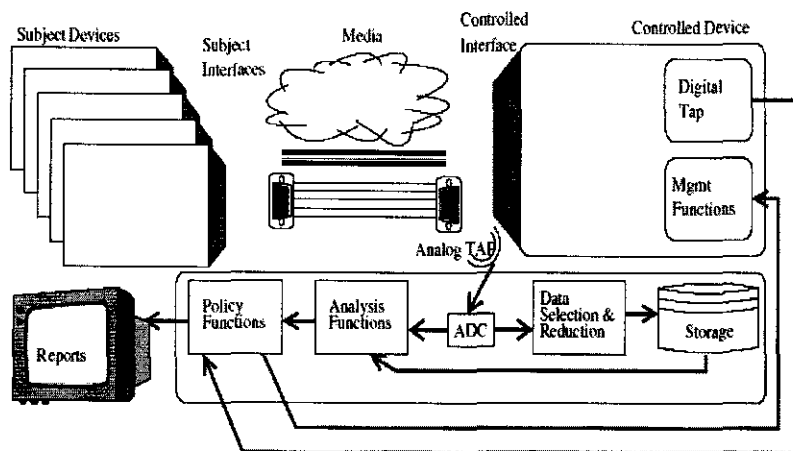 Subject Devices
Subject
Interfaces
Media
Controlled
Interface
Controlled Device
Digital
Tap
Mgmt
Functions
Analog TAP
Policy
Functions
Analysis
Functions
ADC
Data
Selection &
Reduction
Storage
Reports